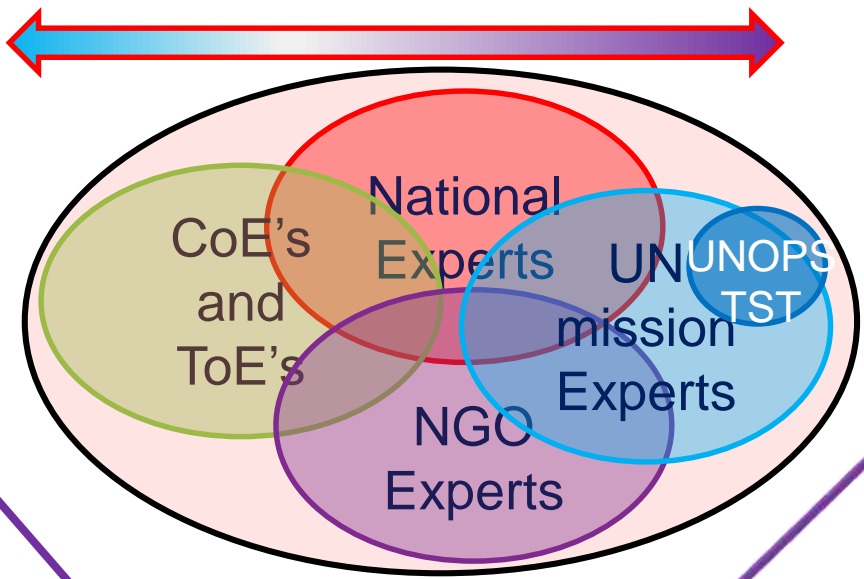 National
Experts
CoE's
and
ToE's
UN
mission
Experts
UNOPS
TST
NGO
Experts